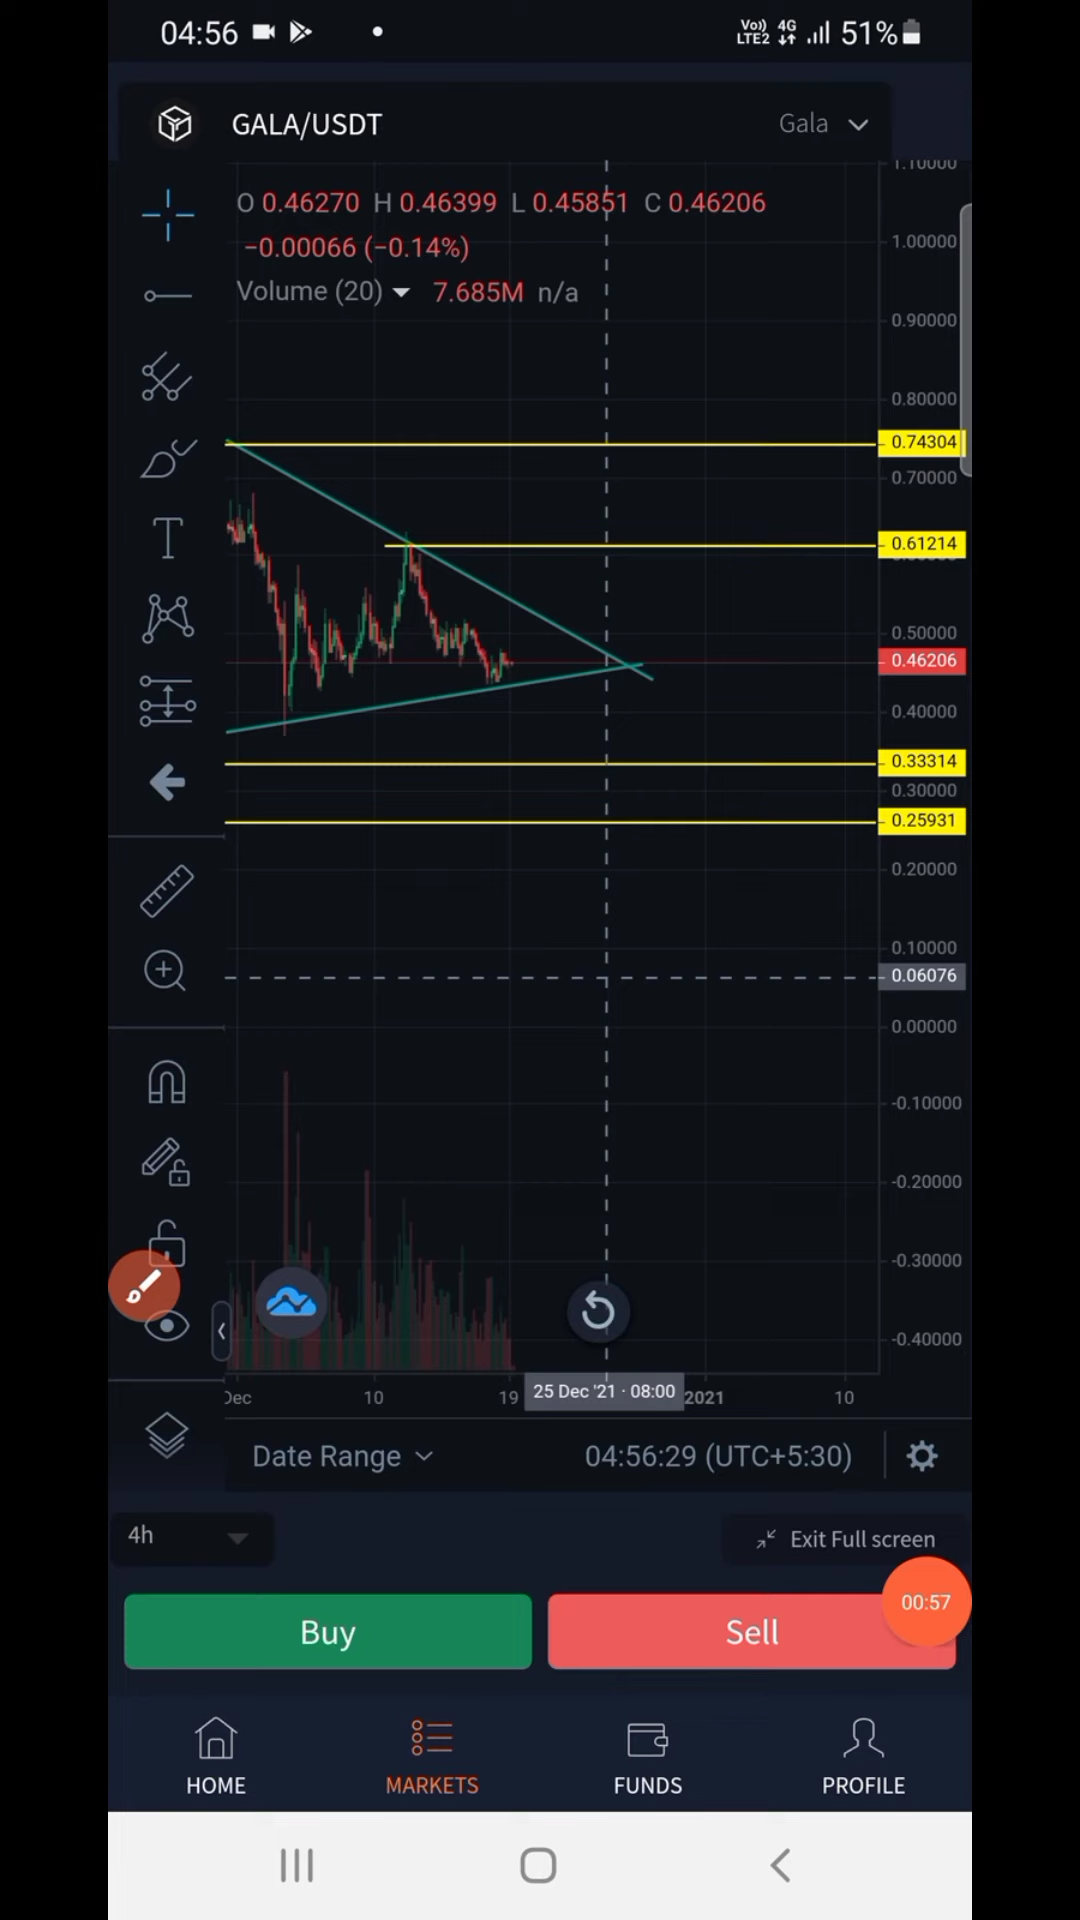 04:56
Vo)) LTE2 4G 51%
GALA/USDT
Gala
O 0.46270 H 0.46399 L 0.45851 C 0.46206
−0.00066 (−0.14%)
Volume (20) 7.685M n/a
1.10000
1.00000
0.90000
0.80000
0.74304
0.70000
0.61214
0.50000
0.46206
0.40000
0.33314
0.30000
0.25931
0.20000
0.10000
0.06076
0.00000
-0.10000
-0.20000
-0.30000
-0.40000
Dec 10 19 25 Dec '21 · 08:00 2021 10
Date Range 04:56:29 (UTC+5:30)
4h
Exit Full screen
00:57
Buy Sell
HOME MARKETS FUNDS PROFILE